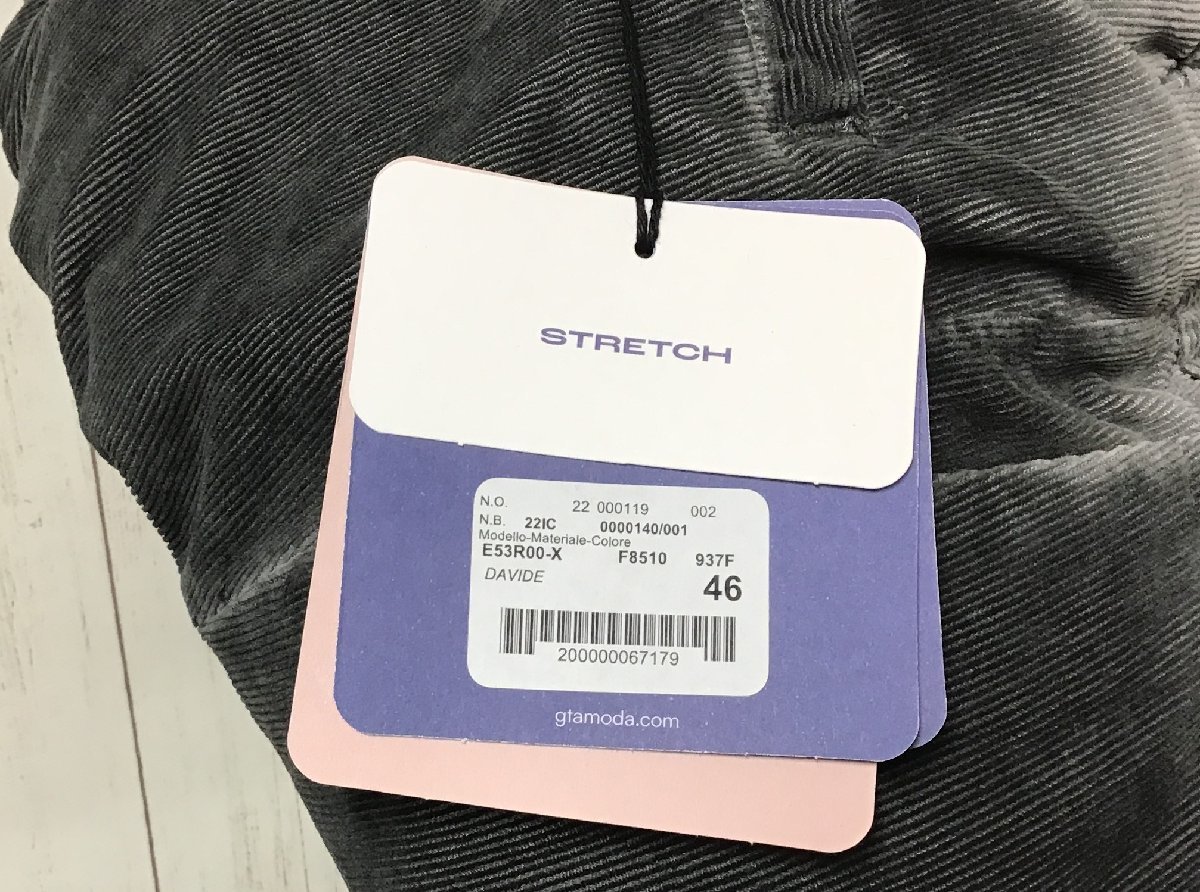 STRETCH
N.O. 22 000119 002
N.B. 22IC 0000140/001
Modello-Materiale-Colore
E53R00-X F8510 937F
DAVIDE 46
200000067179
gtamoda.com